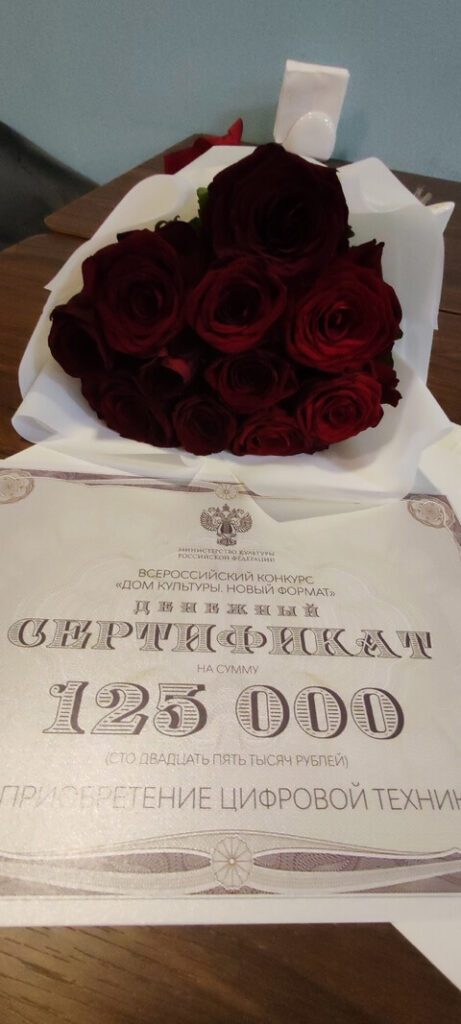 МИНИСТЕРСТВО КУЛЬТУРЫ
РОССИЙСКОЙ ФЕДЕРАЦИИ
ВСЕРОССИЙСКИЙ КОНКУРС
«ДОМ КУЛЬТУРЫ. НОВЫЙ ФОРМАТ»
ДЕНЕЖНЫЙ
СЕРТИФИКАТ
НА СУММУ
125 000
(СТО ДВАДЦАТЬ ПЯТЬ ТЫСЯЧ РУБЛЕЙ)
ПРИОБРЕТЕНИЕ ЦИФРОВОЙ ТЕХНИК